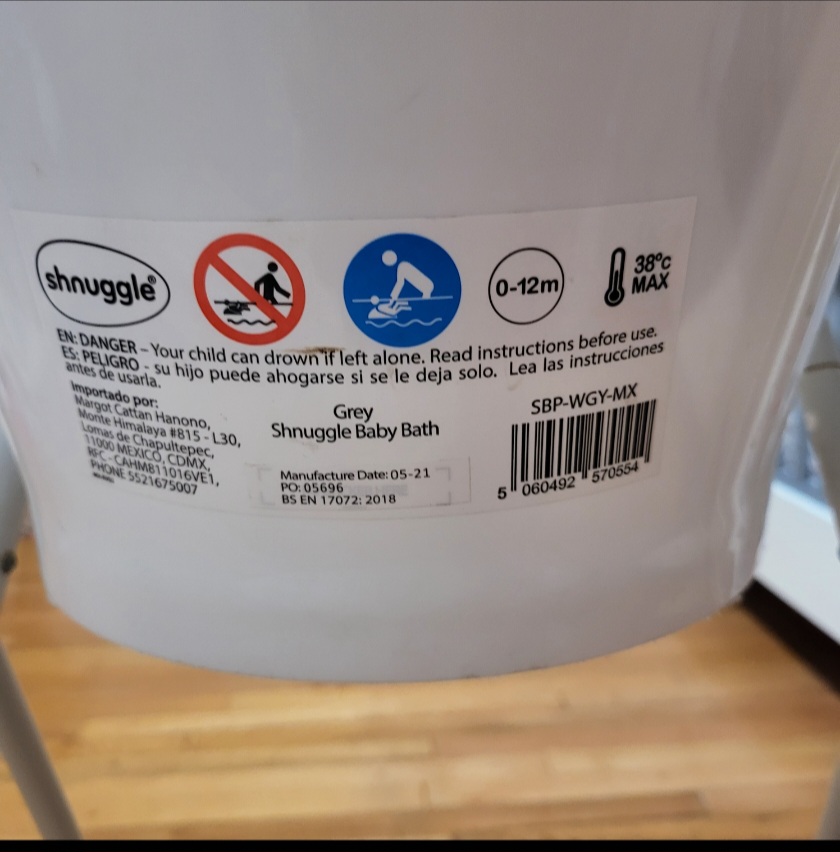 shnuggle®
0-12m
38°C
MAX
EN: DANGER – Your child can drown if left alone. Read instructions before use.
ES: PELIGRO - su hijo puede ahogarse si se le deja solo. Lea las instrucciones
antes de usarla.
Importado por:
Margot Cattan Hanono,
Monte Himalaya #815 - L30,
Lomas de Chapultepec,
11000 MEXICO, CDMX,
RFC - CAHM811016VE1,
PHONE 5521675007
Grey
Shnuggle Baby Bath
Manufacture Date: 05-21
PO: 05696
BS EN 17072: 2018
SBP-WGY-MX
5 060492 570554